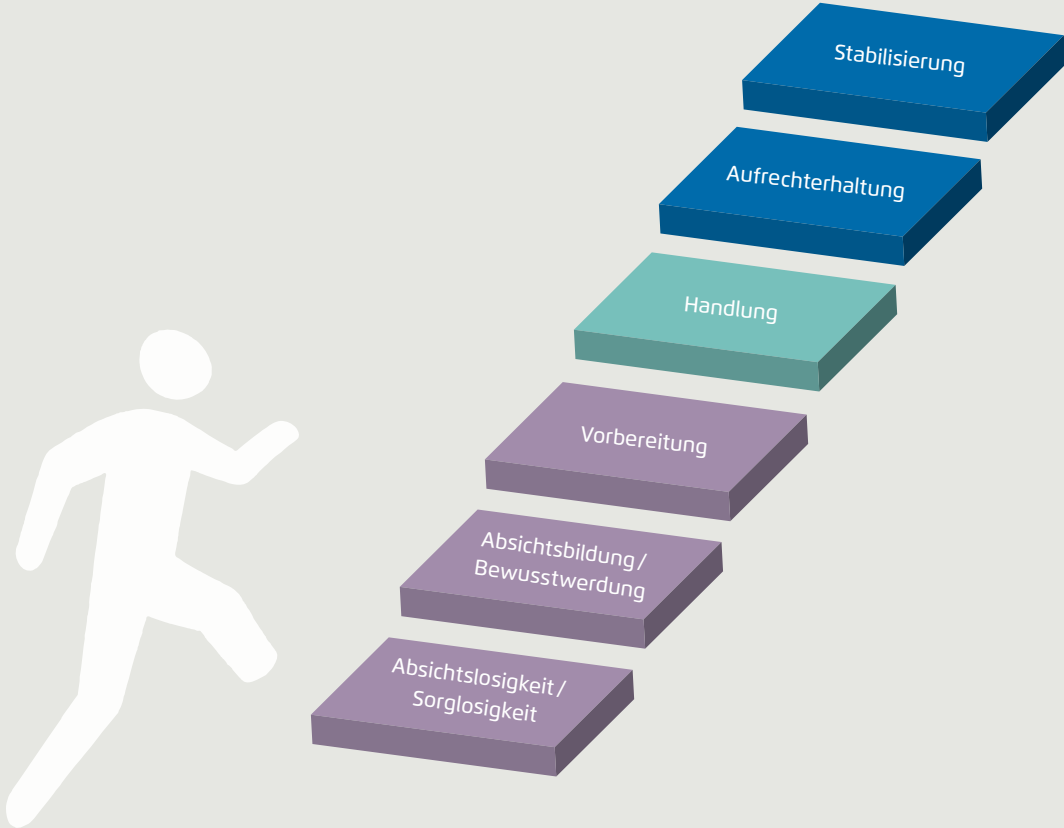 Stabilisierung
Aufrechterhaltung
Handlung
Vorbereitung
Absichtsbildung /
Bewusstwerdung
Absichtslosigkeit /
Sorglosigkeit